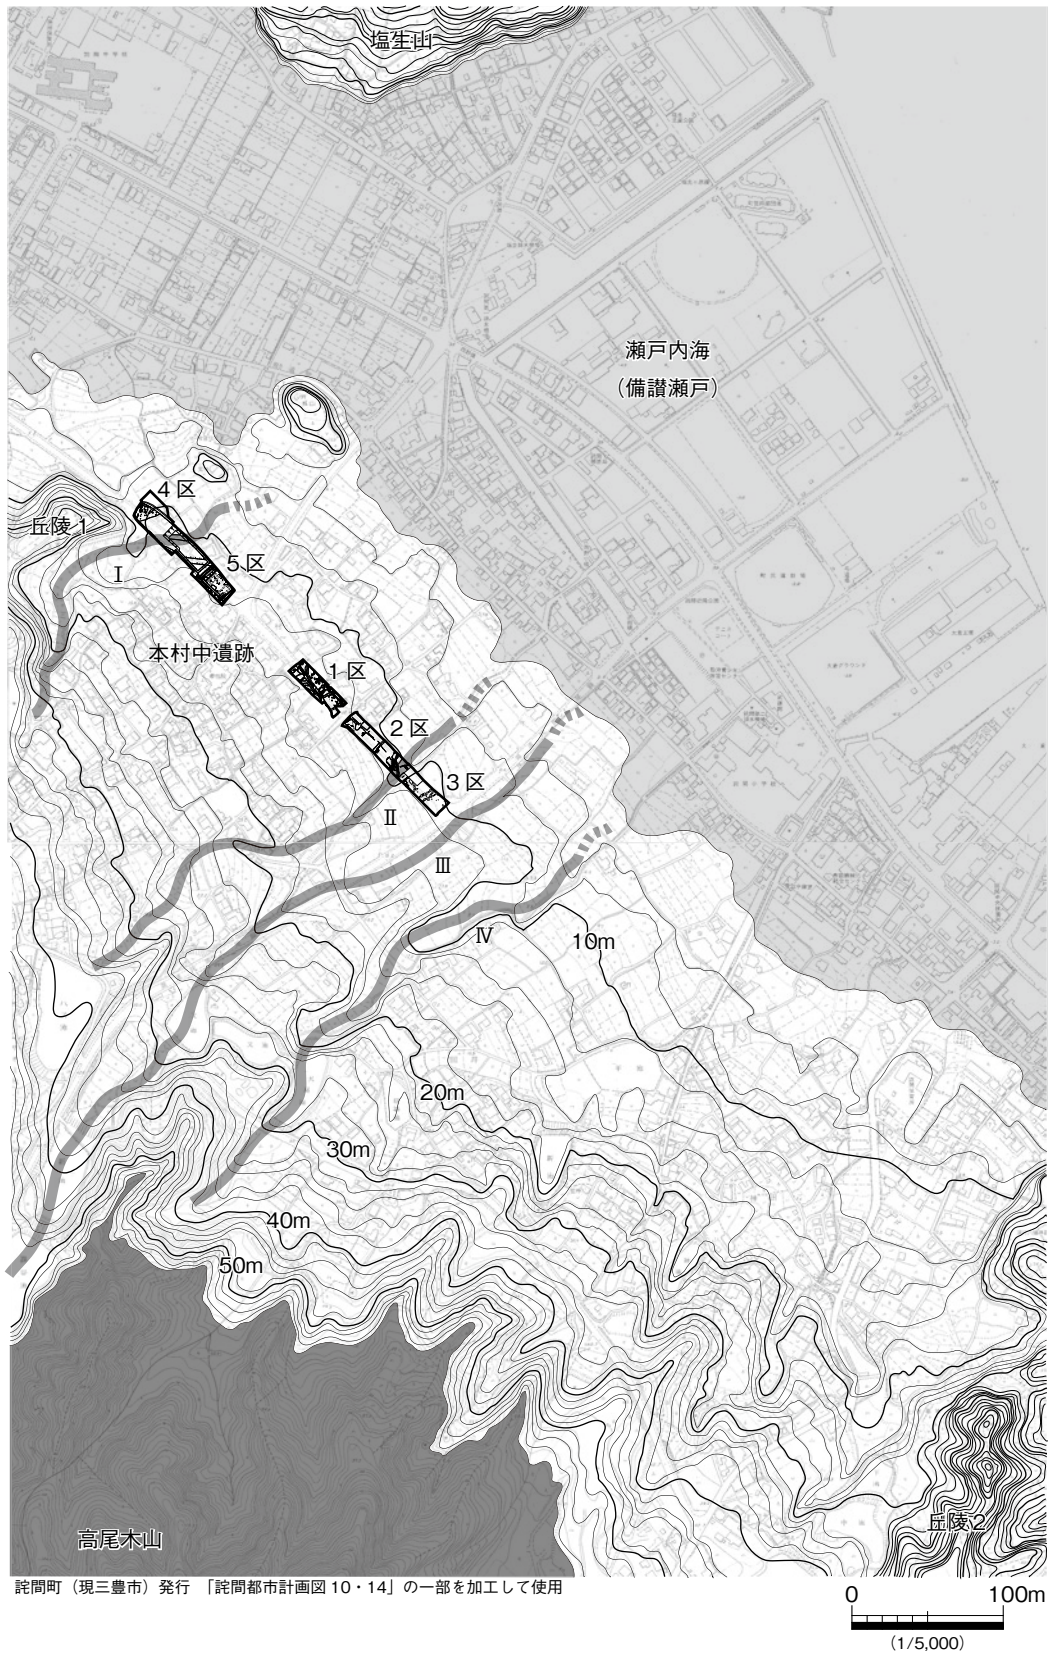 塩生山
瀬戸内海
（備讃瀬戸）
4区
丘陵1
5区
Ⅰ
本村中遺跡
1区
2区
3区
Ⅱ
Ⅲ
Ⅳ
10m
20m
30m
40m
50m
丘陵2
高尾木山
詫間町（現三豊市）発行　「詫間都市計画図10・14」の一部を加工して使用
0 100m
（1/5,000）